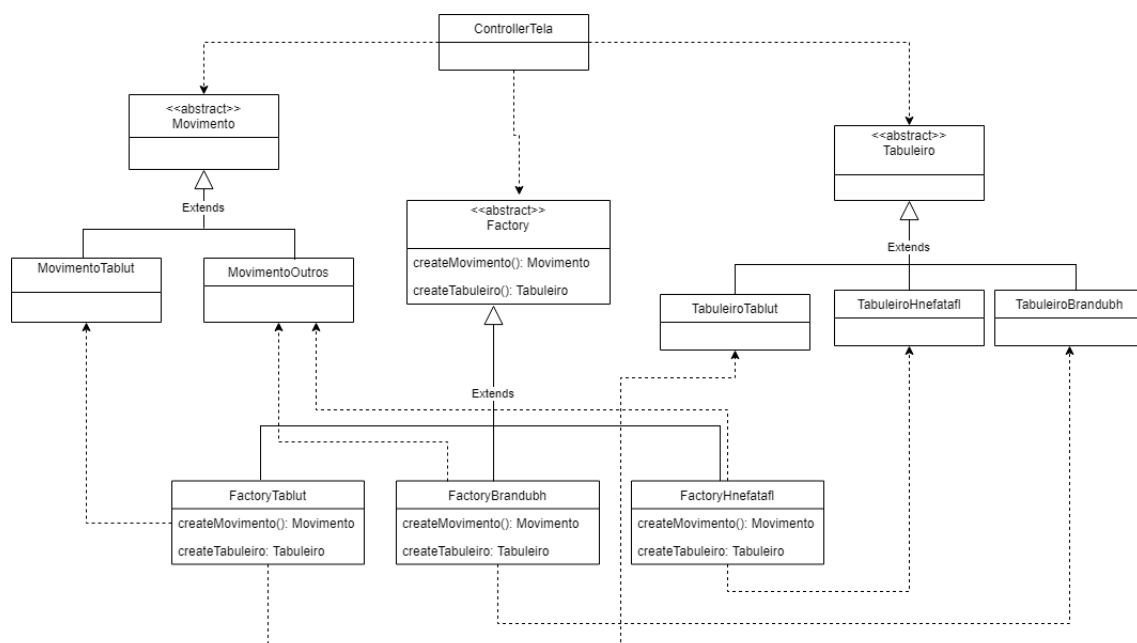 ControllerTela
<<abstract>>
Movimento
<<abstract>>
Tabuleiro
Extends
<<abstract>>
Factory
Extends
createMovimento(): Movimento
createTabuleiro(): Tabuleiro
MovimentoTablut
MovimentoOutros
TabuleiroTablut
TabuleiroHnefatafl
TabuleiroBrandubh
Extends
FactoryTablut
createMovimento(): Movimento
createTabuleiro: Tabuleiro
FactoryBrandubh
createMovimento(): Movimento
createTabuleiro: Tabuleiro
FactoryHnefatafl
createMovimento(): Movimento
createTabuleiro: Tabuleiro